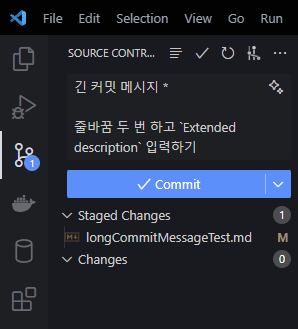 File Edit Selection View Go Run
SOURCE CONTR...
긴 커밋 메시지 *
줄바꿈 두 번 하고 `Extended
description` 입력하기
Commit
Staged Changes 1
longCommitMessageTest.md M
Changes 0
1